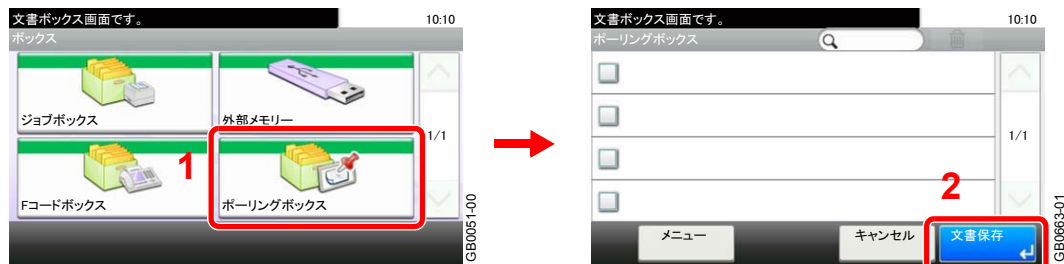 文書ボックス画面です。
10:10
ボックス
ジョブボックス
外部メモリー
1/1
1
Fコードボックス
ポーリングボックス
GB0051-00
文書ボックス画面です。
10:10
ポーリングボックス
1/1
2
メニュー
キャンセル
文書保存
GB0663-01